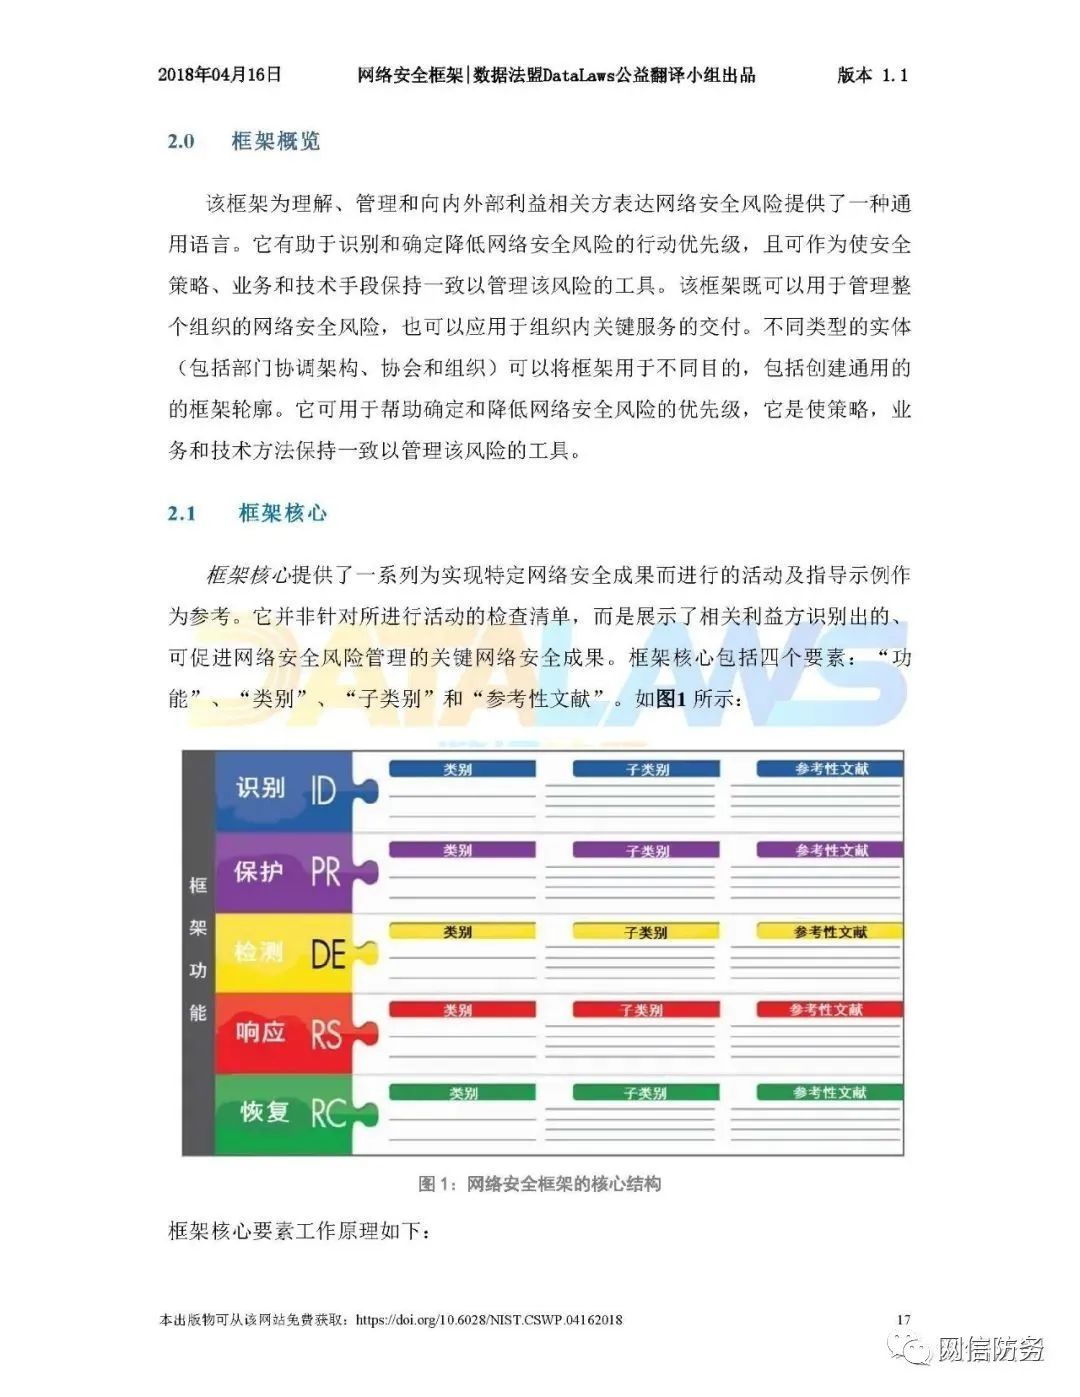 2018年04月16日 网络安全框架|数据法盟DataLaws公益翻译小组出品 版本 1.1
2.0 框架概览
该框架为理解、管理和向内外部利益相关方表达网络安全风险提供了一种通
用语言。它有助于识别和确定降低网络安全风险的行动优先级，且可作为使安全
策略、业务和技术手段保持一致以管理该风险的工具。该框架既可以用于管理整
个组织的网络安全风险，也可以应用于组织内关键服务的交付。不同类型的实体
（包括部门协调架构、协会和组织）可以将框架用于不同目的，包括创建通用的
的框架轮廓。它可用于帮助确定和降低网络安全风险的优先级，它是使策略，业
务和技术方法保持一致以管理该风险的工具。
2.1 框架核心
框架核心提供了一系列为实现特定网络安全成果而进行的活动及指导示例作
为参考。它并非针对所进行活动的检查清单，而是展示了相关利益方识别出的、
可促进网络安全风险管理的关键网络安全成果。框架核心包括四个要素：“功
能”、“类别”、“子类别”和“参考性文献”。如图1 所示：
DATALAWS
框架功能
识别 ID 类别 子类别 参考性文献
保护 PR 类别 子类别 参考性文献
检测 DE 类别 子类别 参考性文献
响应 RS 类别 子类别 参考性文献
恢复 RC 类别 子类别 参考性文献
图 1：网络安全框架的核心结构
框架核心要素工作原理如下：
本出版物可从该网站免费获取：https://doi.org/10.6028/NIST.CSWP.04162018 17
网信防务